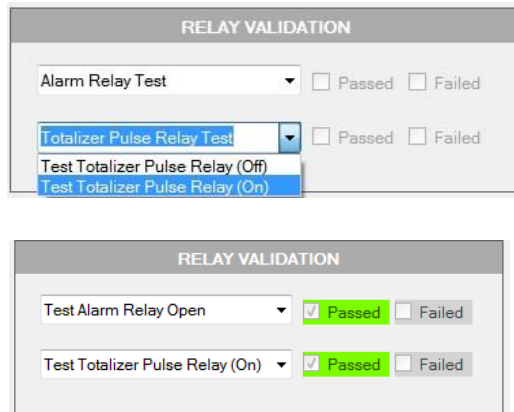 RELAY VALIDATION
Alarm Relay Test Passed Failed
Totalizer Pulse Relay Test Passed Failed
Test Totalizer Pulse Relay (Off)
Test Totalizer Pulse Relay (On)
RELAY VALIDATION
Test Alarm Relay Open Passed Failed
Test Totalizer Pulse Relay (On) Passed Failed